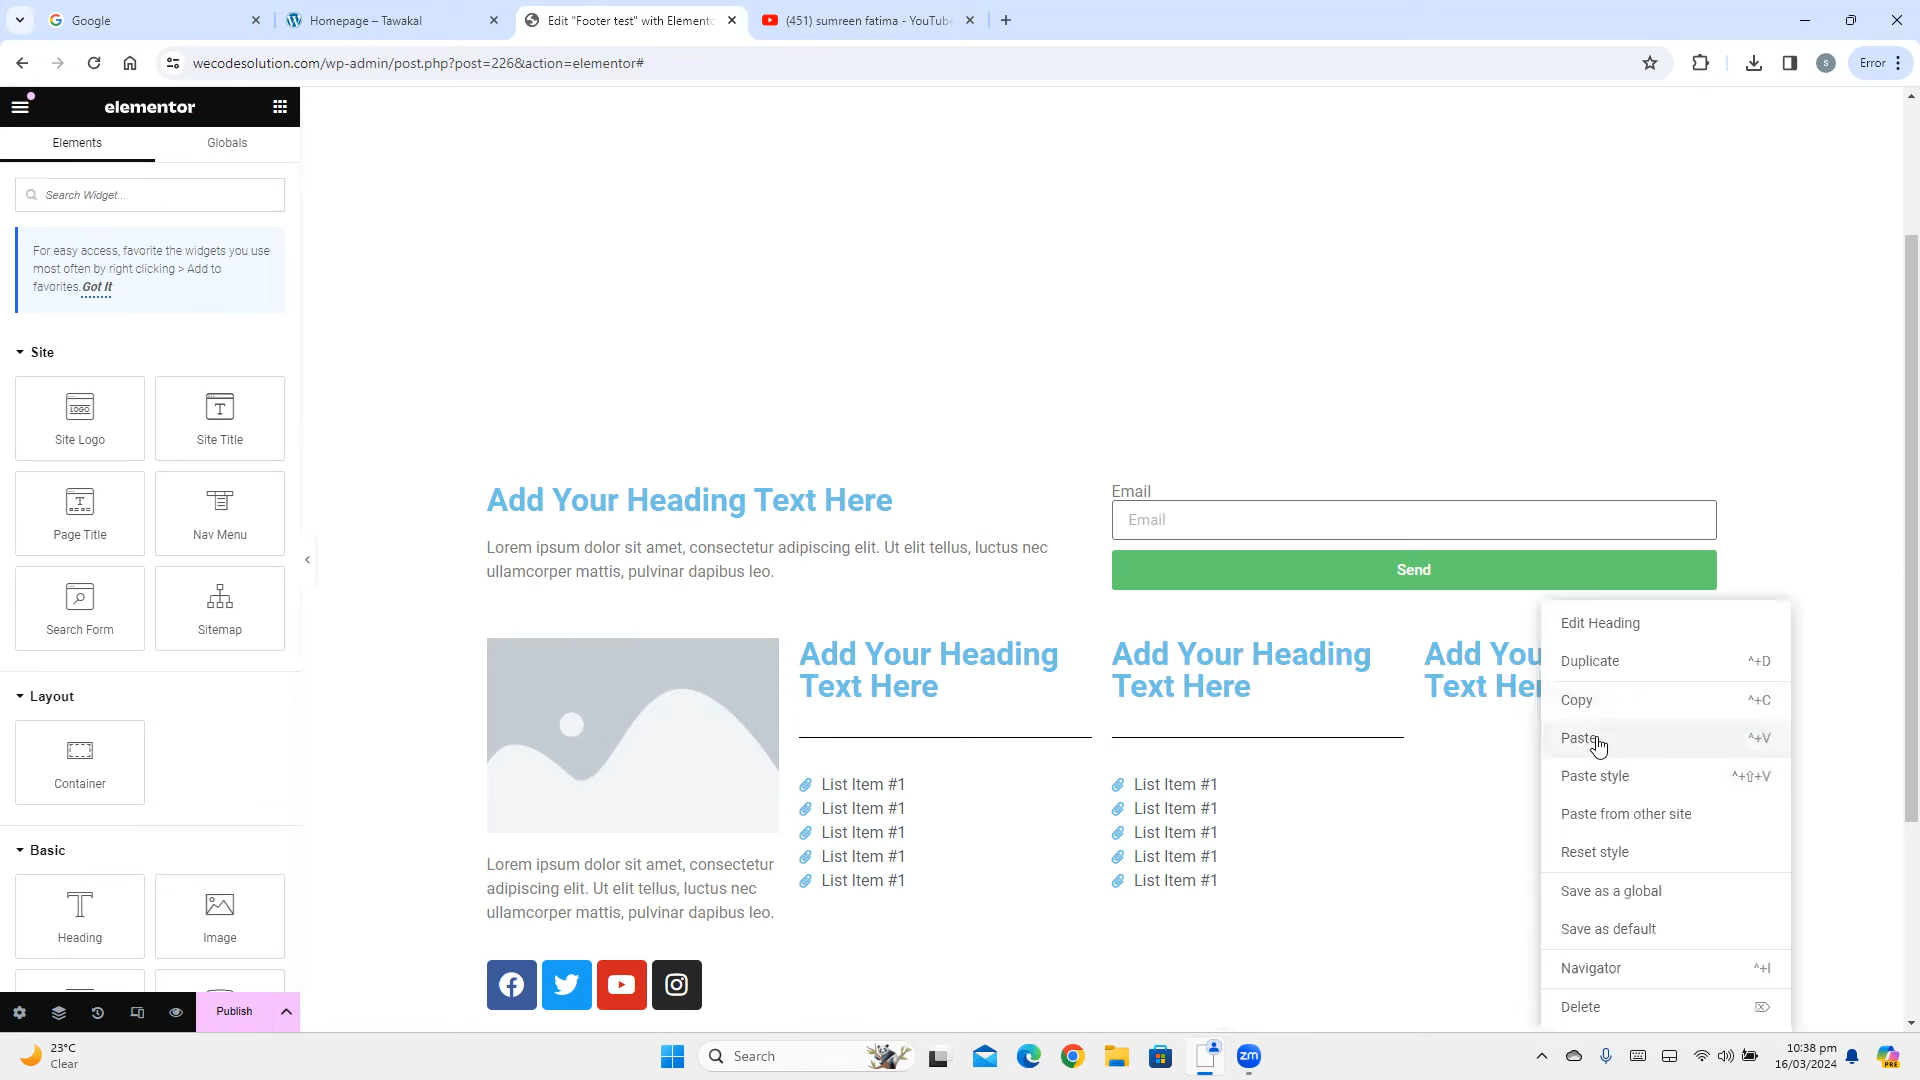 Google
Homepage – Tawakal
Edit "Footer test" with Elemento
(451) sumreen fatima - YouTube
wecodesolution.com/wp-admin/post.php?post=226&action=elementor#
S
Error
elementor
Elements
Globals
Search Widget...
For easy access, favorite the widgets you use
most often by right clicking > Add to
favorites. Got It
Site
LOGO
Site Logo
Site Title
Page Title
Nav Menu
Search Form
Sitemap
Layout
Container
Basic
Heading
Image
Publish
Add Your Heading Text Here
Lorem ipsum dolor sit amet, consectetur adipiscing elit. Ut elit tellus, luctus nec
ullamcorper mattis, pulvinar dapibus leo.
Email
Email
Send
Add Your Heading
Text Here
List Item #1
List Item #1
List Item #1
List Item #1
List Item #1
Add Your Heading
Text Here
List Item #1
List Item #1
List Item #1
List Item #1
List Item #1
Add You
Text Her
Lorem ipsum dolor sit amet, consectetur
adipiscing elit. Ut elit tellus, luctus nec
ullamcorper mattis, pulvinar dapibus leo.
Edit Heading
Duplicate ^+D
Copy ^+C
Paste ^+V
Paste style ^+⇧+V
Paste from other site
Reset style
Save as a global
Save as default
Navigator ^+I
Delete ⌦
23°C
Clear
Search
zm
10:38 pm
16/03/2024
PRE